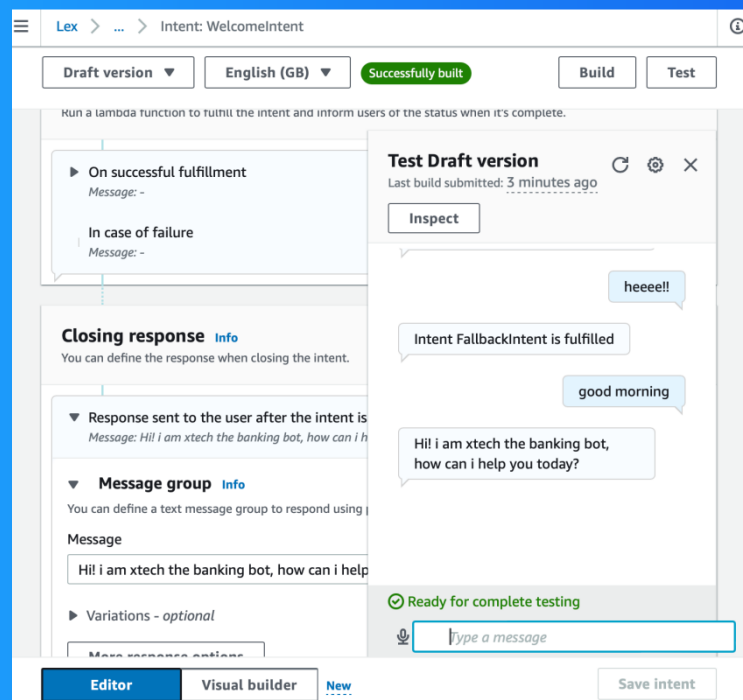 Lex > ... > Intent: WelcomeIntent
Draft version ▼ English (GB) ▼ Successfully built Build Test
Run a lambda function to fulfill the intent and inform users of the status when it's complete.
On successful fulfillment
Message: -
In case of failure
Message: -
Closing response Info
You can define the response when closing the intent.
Response sent to the user after the intent is
Message: Hi! i am xtech the banking bot, how can i h
Message group Info
You can define a text message group to respond using
Message
Hi! i am xtech the banking bot, how can i help
Variations - optional
More response options
Test Draft version
Last build submitted: 3 minutes ago
Inspect
heeee!!
Intent FallbackIntent is fulfilled
good morning
Hi! i am xtech the banking bot,
how can i help you today?
Ready for complete testing
Type a message
Editor Visual builder New
Save intent